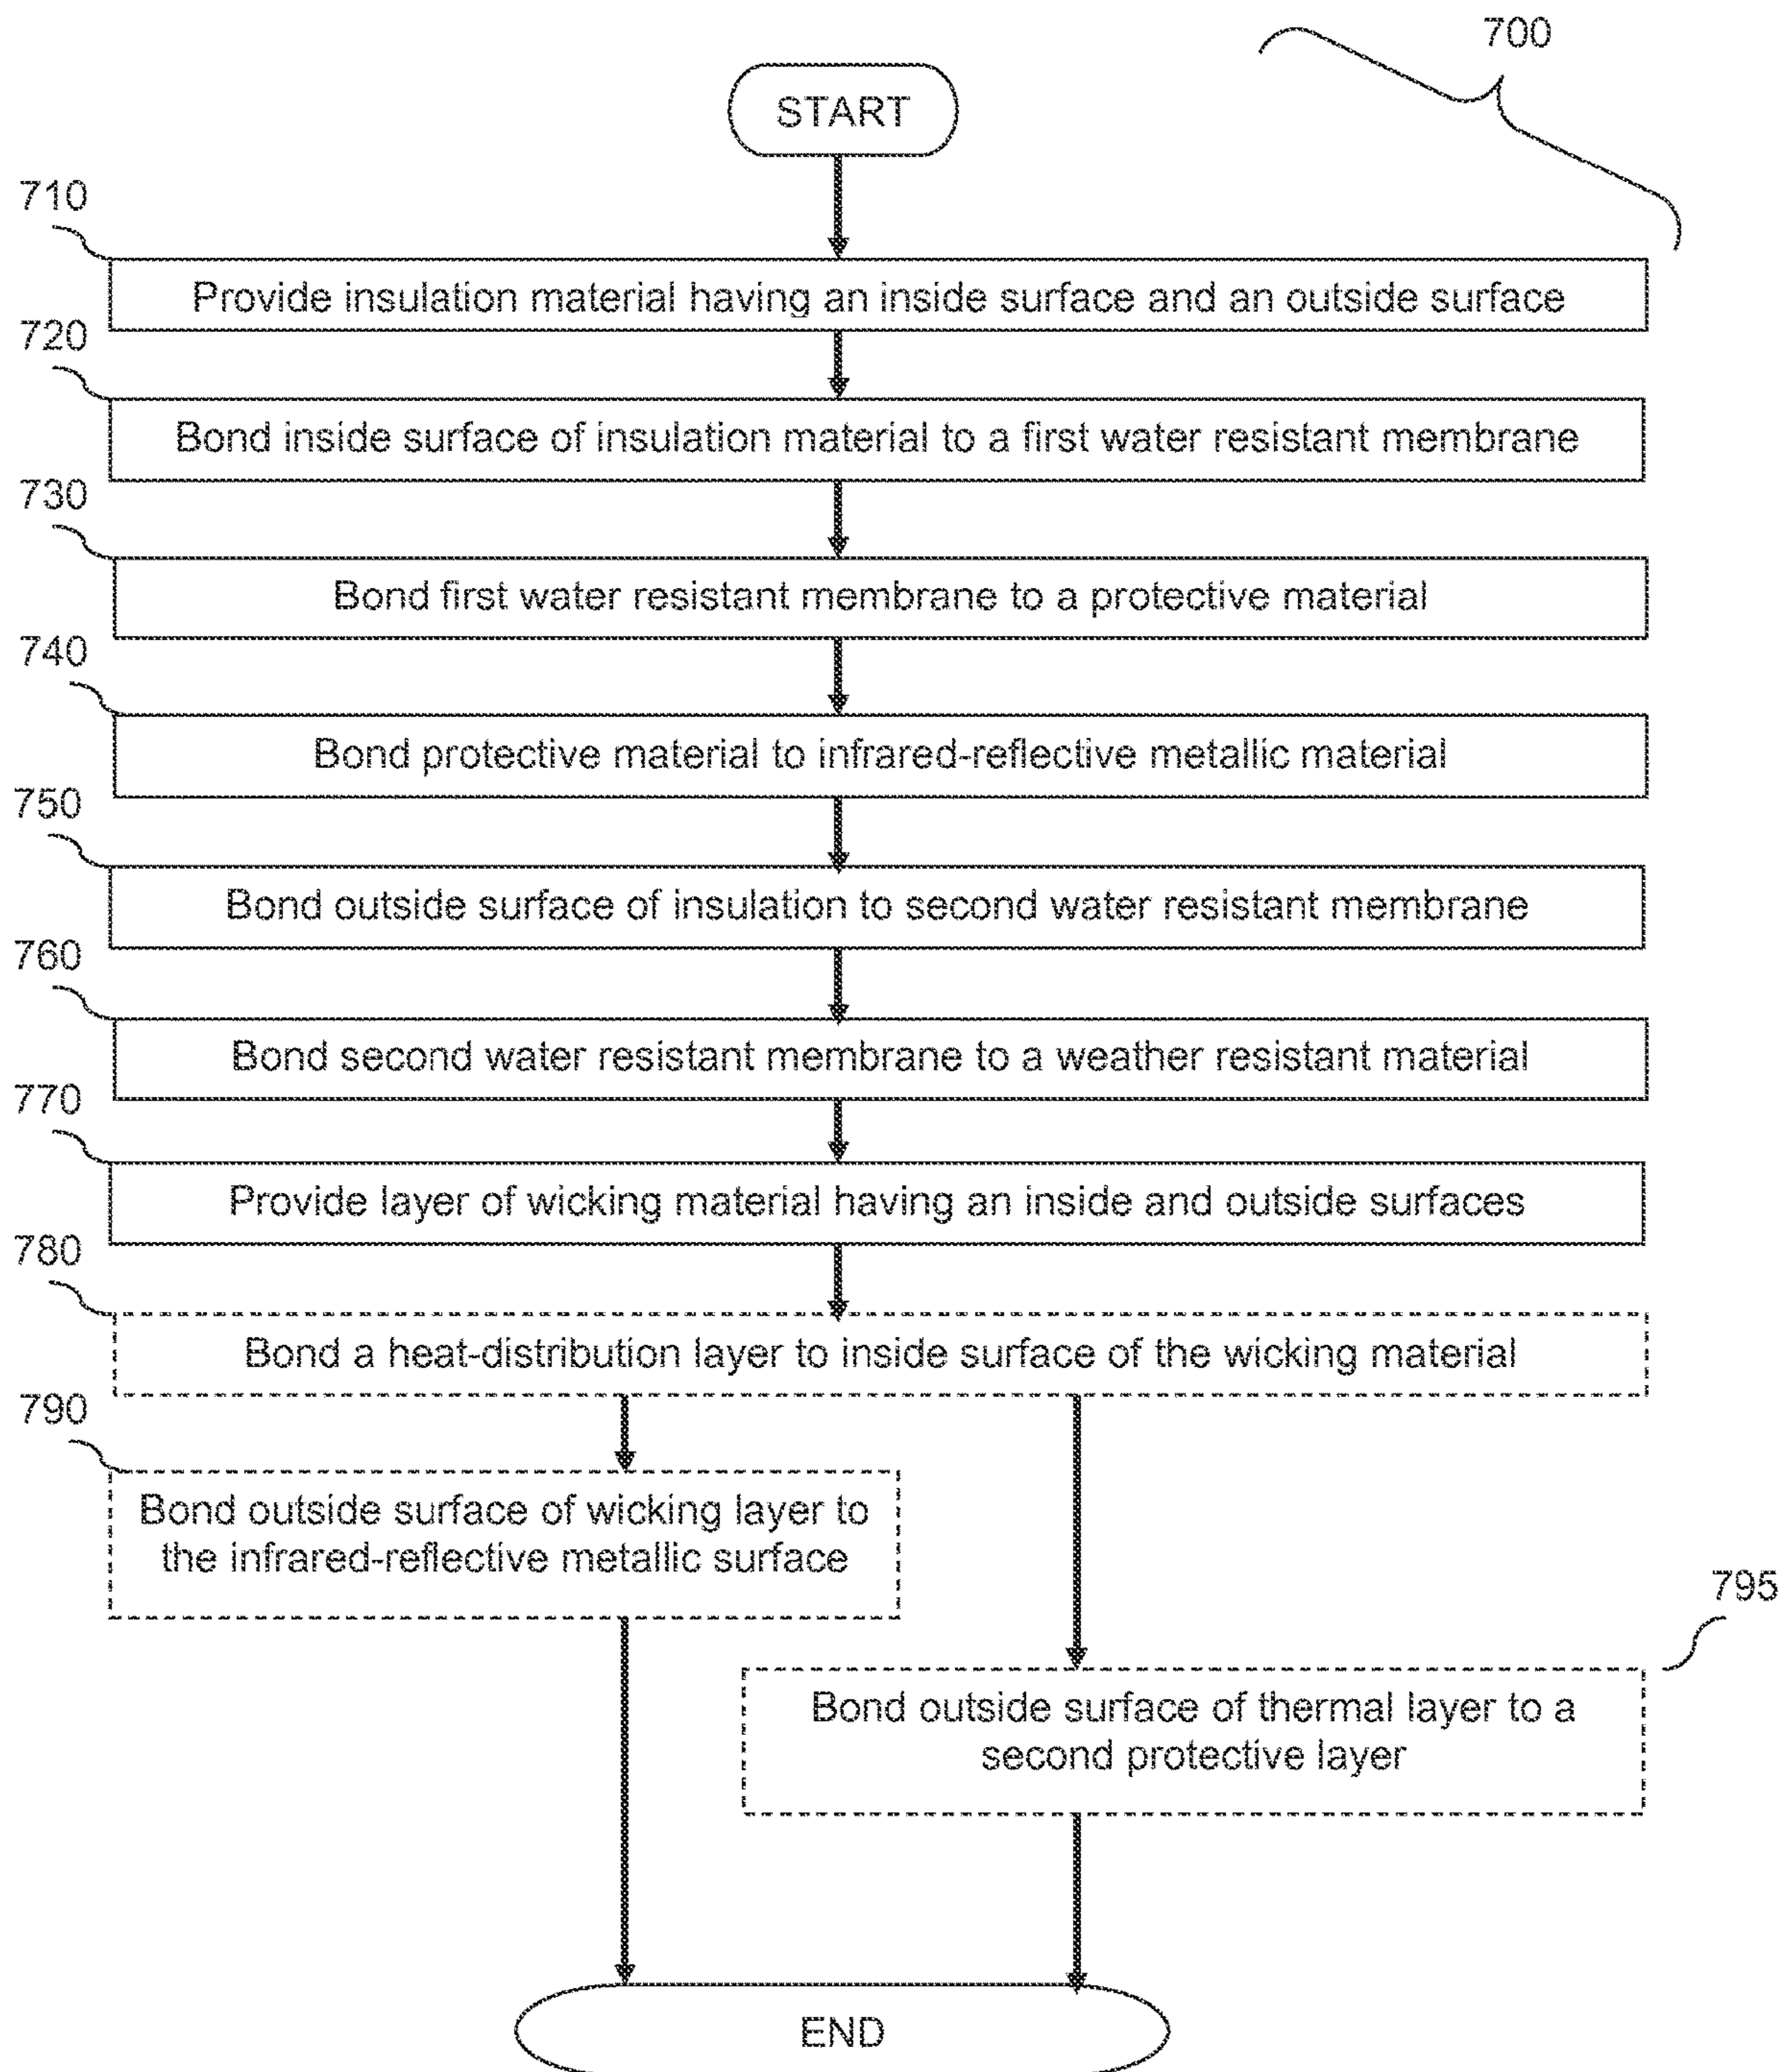 700
START
710
Provide insulation material having an inside surface and an outside surface
720
Bond inside surface of insulation material to a first water resistant membrane
730
Bond first water resistant membrane to a protective material
740
Bond protective material to infrared-reflective metallic material
750
Bond outside surface of insulation to second water resistant membrane
760
Bond second water resistant membrane to a weather resistant material
770
Provide layer of wicking material having an inside and outside surfaces
780
Bond a heat-distribution layer to inside surface of the wicking material
790
Bond outside surface of wicking layer to
the infrared-reflective metallic surface
795
Bond outside surface of thermal layer to a
second protective layer
END